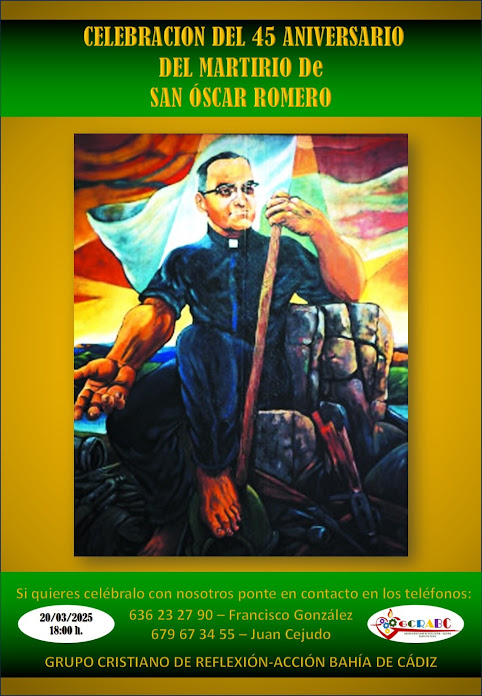 CELEBRACION DEL 45 ANIVERSARIO
DEL MARTIRIO De
SAN ÓSCAR ROMERO
Si quieres celébralo con nosotros ponte en contacto en los teléfonos:
20/03/2025
18:00 h.
636 23 27 90 – Francisco González
679 67 34 55 – Juan Cejudo
GCRABC
GRUPO CRISTIANO DE REFLEXIÓN-ACCIÓN BAHÍA DE CÁDIZ